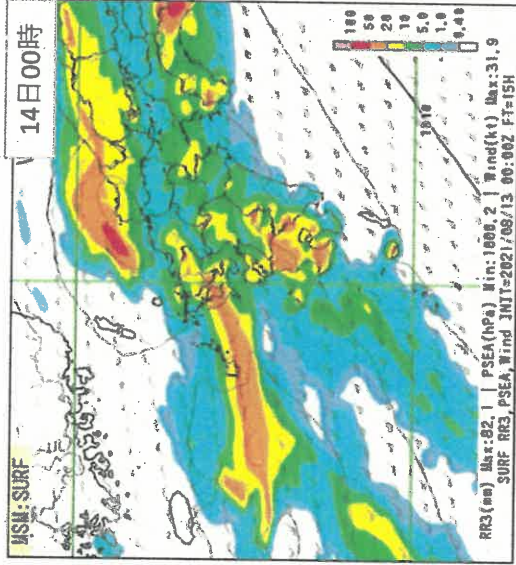 14日00時
MSM:SURF
100
50
20
10
5.0
1.0
0.40
1010
2
RR3(mm) Max:82.1 | PSEA(hPa) Min:1008.2 | Wind(kt) Max:31.9
SURF RR3,PSEA,Wind INIT=2021/08/13 00:00Z FT=15H